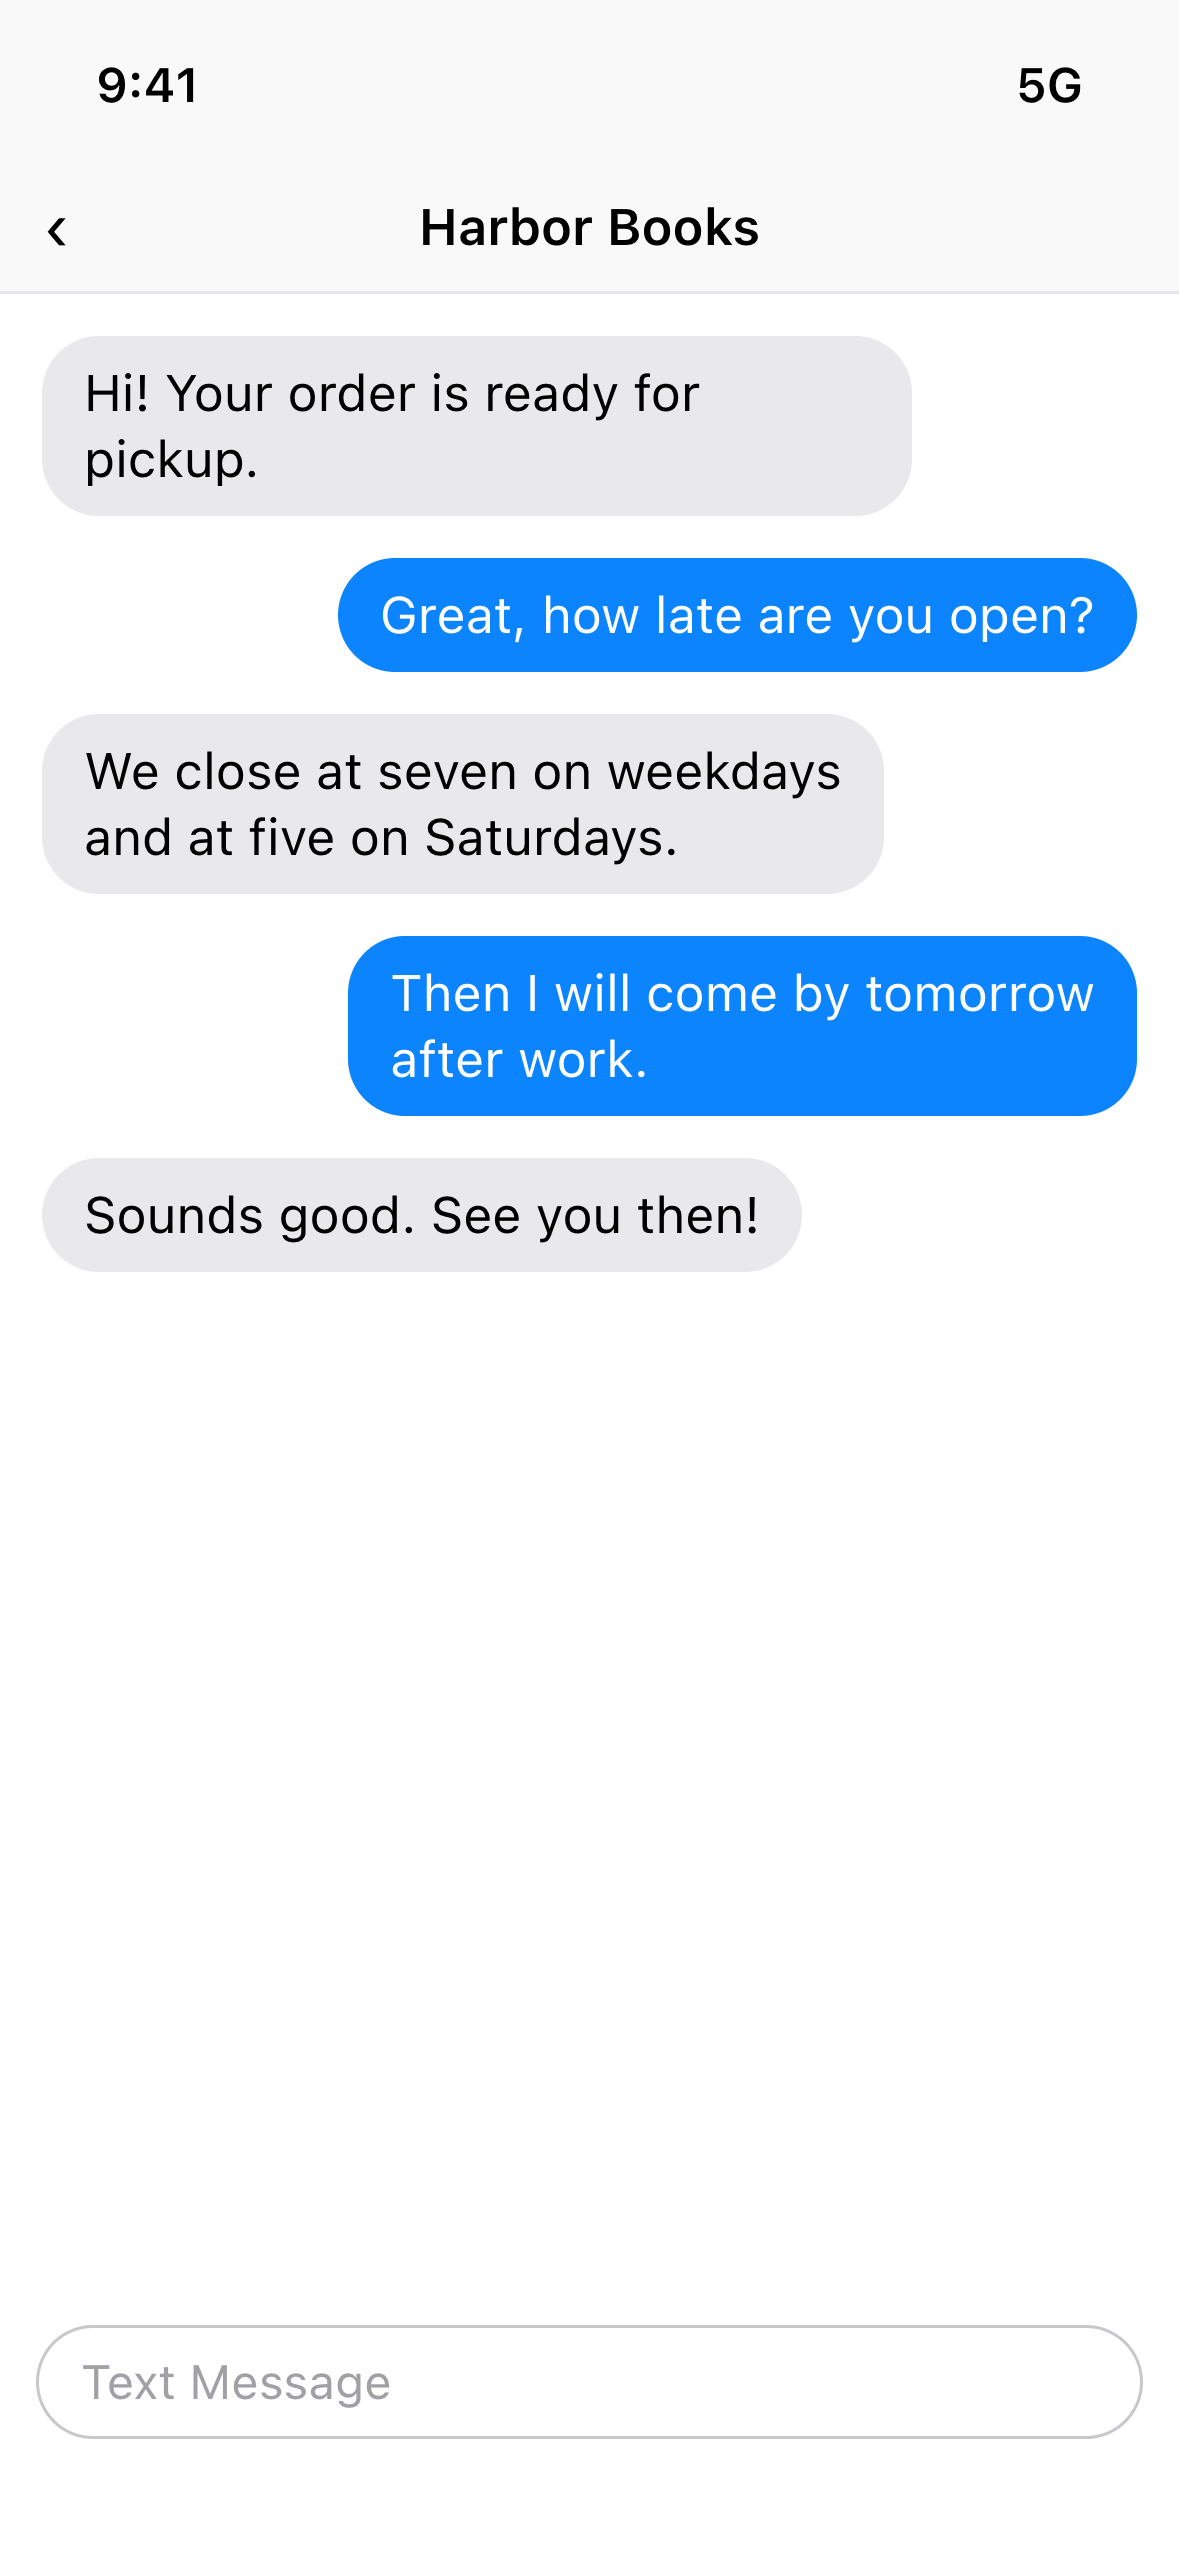 9:41
5G
‹
Harbor Books
Hi! Your order is ready for
pickup.
Great, how late are you open?
We close at seven on weekdays
and at five on Saturdays.
Then I will come by tomorrow
after work.
Sounds good. See you then!
Text Message